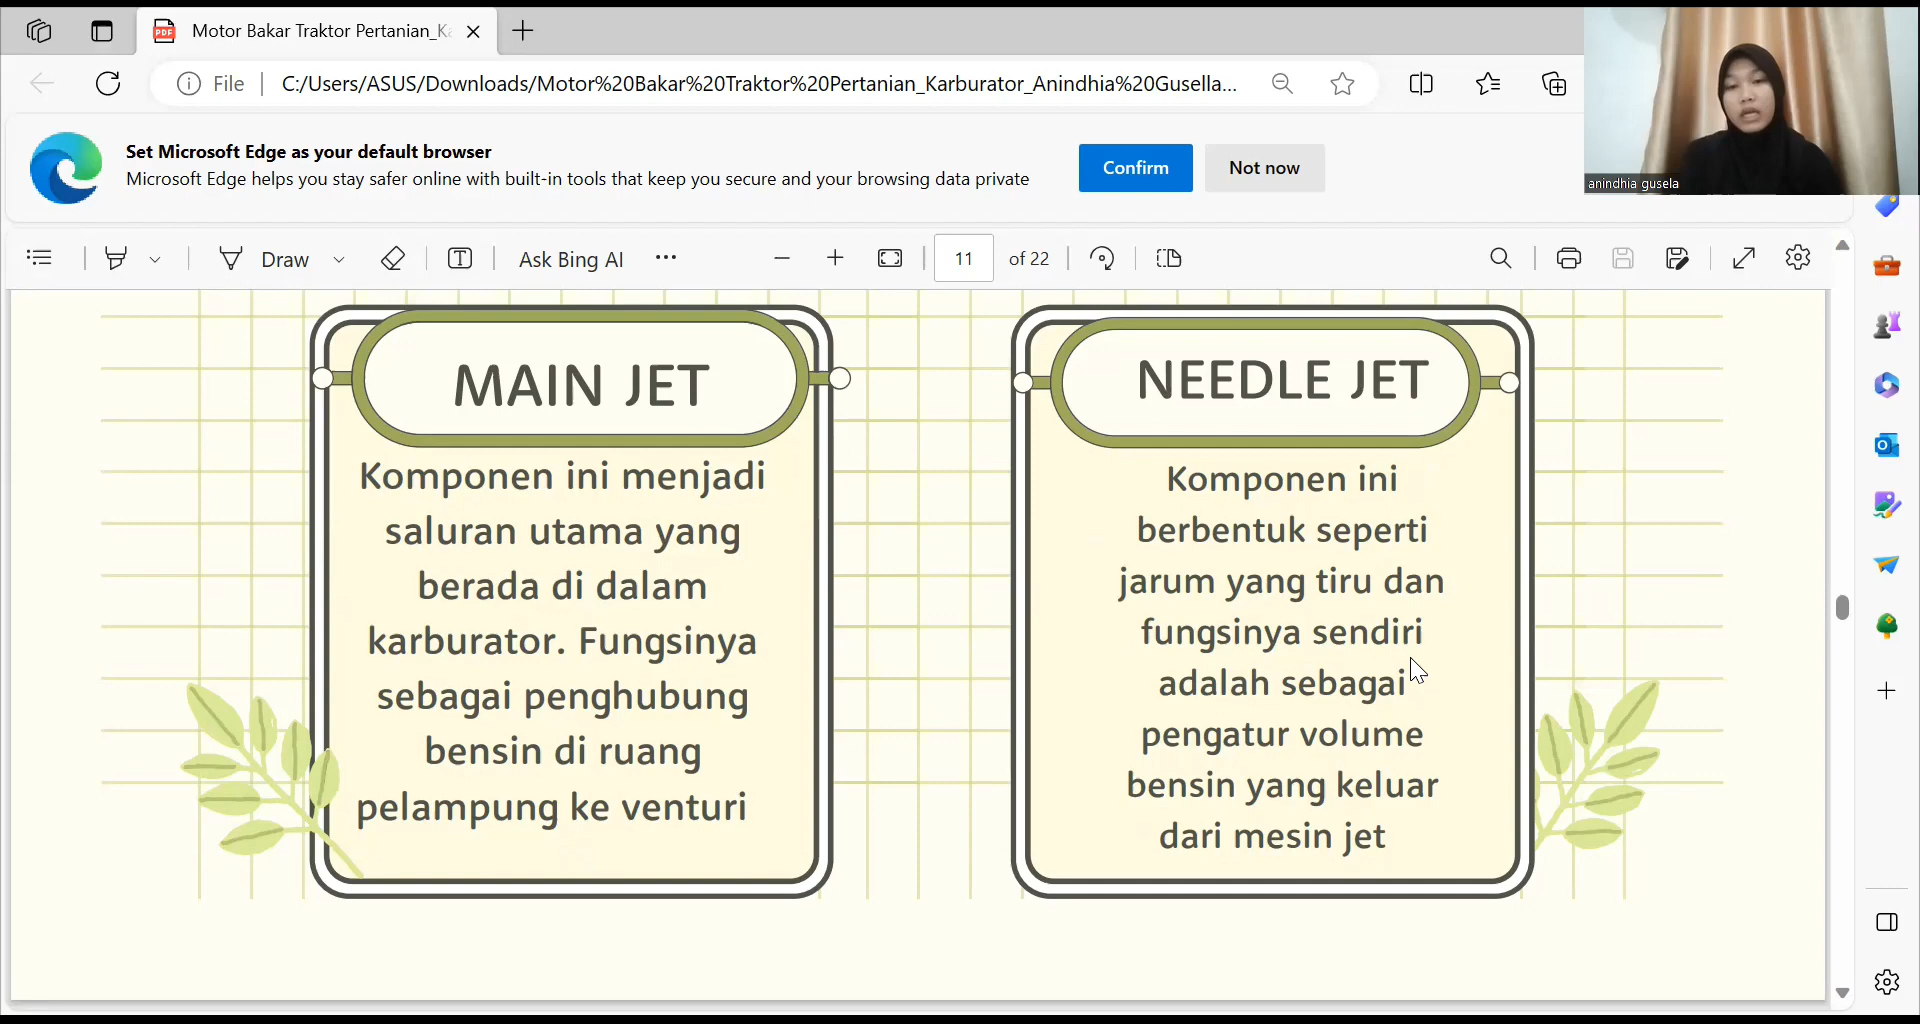 Motor Bakar Traktor Pertanian_Ka
File
C:/Users/ASUS/Downloads/Motor%20Bakar%20Traktor%20Pertanian_Karburator_Anindhia%20Gusella...
Set Microsoft Edge as your default browser
Microsoft Edge helps you stay safer online with built-in tools that keep you secure and your browsing data private
Confirm
Not now
anindhia gusela
Draw
Ask Bing AI
11
of 22
MAIN JET
Komponen ini menjadi
saluran utama yang
berada di dalam
karburator. Fungsinya
sebagai penghubung
bensin di ruang
pelampung ke venturi
NEEDLE JET
Komponen ini
berbentuk seperti
jarum yang tiru dan
fungsinya sendiri
adalah sebagai
pengatur volume
bensin yang keluar
dari mesin jet